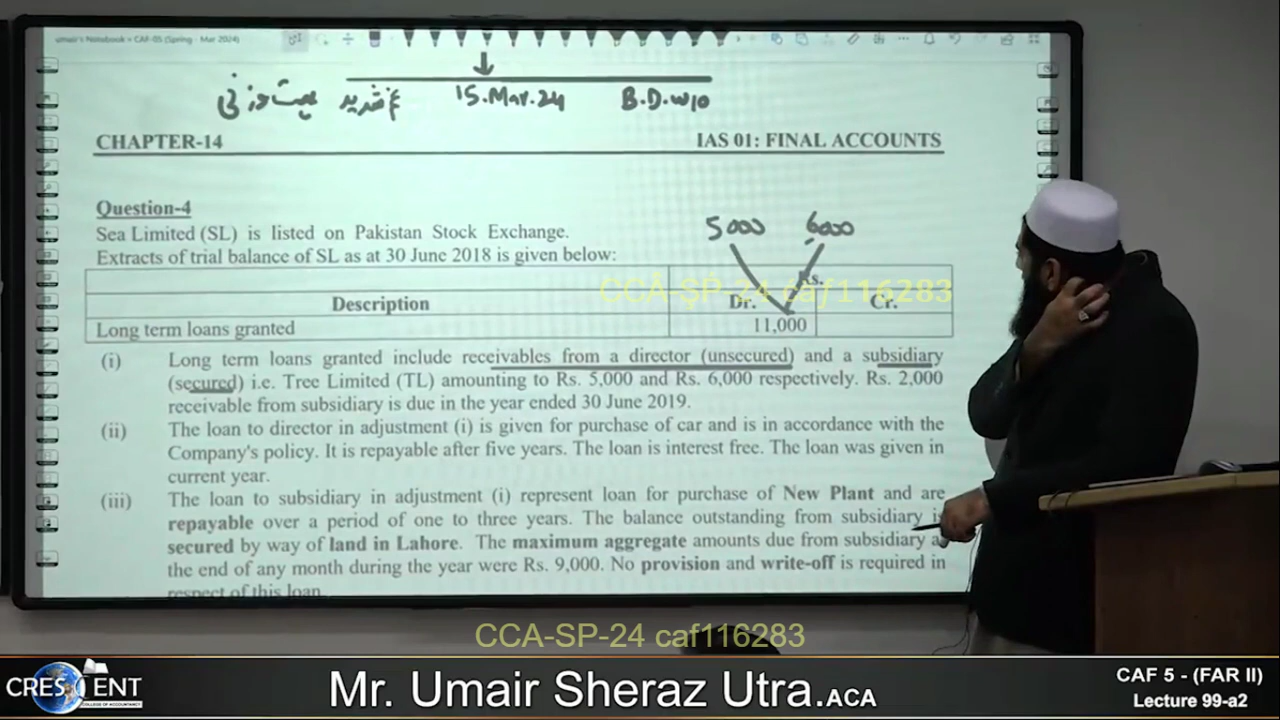 umair's Notebook » CAF-05 (Spring - Mar 2024)
15.Mar.24 B.D.w/o
CHAPTER-14 IAS 01: FINAL ACCOUNTS
Question-4
5000 6000
Sea Limited (SL) is listed on Pakistan Stock Exchange.
Extracts of trial balance of SL as at 30 June 2018 is given below:
Rs.
CCA-SP-24 caf116283
Description Dr. Cr.
Long term loans granted 11,000
(i) Long term loans granted include receivables from a director (unsecured) and a subsidiary
(secured) i.e. Tree Limited (TL) amounting to Rs. 5,000 and Rs. 6,000 respectively. Rs. 2,000
receivable from subsidiary is due in the year ended 30 June 2019.
(ii) The loan to director in adjustment (i) is given for purchase of car and is in accordance with the
Company's policy. It is repayable after five years. The loan is interest free. The loan was given in
current year.
(iii) The loan to subsidiary in adjustment (i) represent loan for purchase of New Plant and are
repayable over a period of one to three years. The balance outstanding from subsidiary is
secured by way of land in Lahore. The maximum aggregate amounts due from subsidiary at
the end of any month during the year were Rs. 9,000. No provision and write-off is required in
respect of this loan.
CCA-SP-24 caf116283
CRESCENT
COLLEGE OF ACCOUNTANCY
Mr. Umair Sheraz Utra.ACA
CAF 5 - (FAR II)
Lecture 99-a2